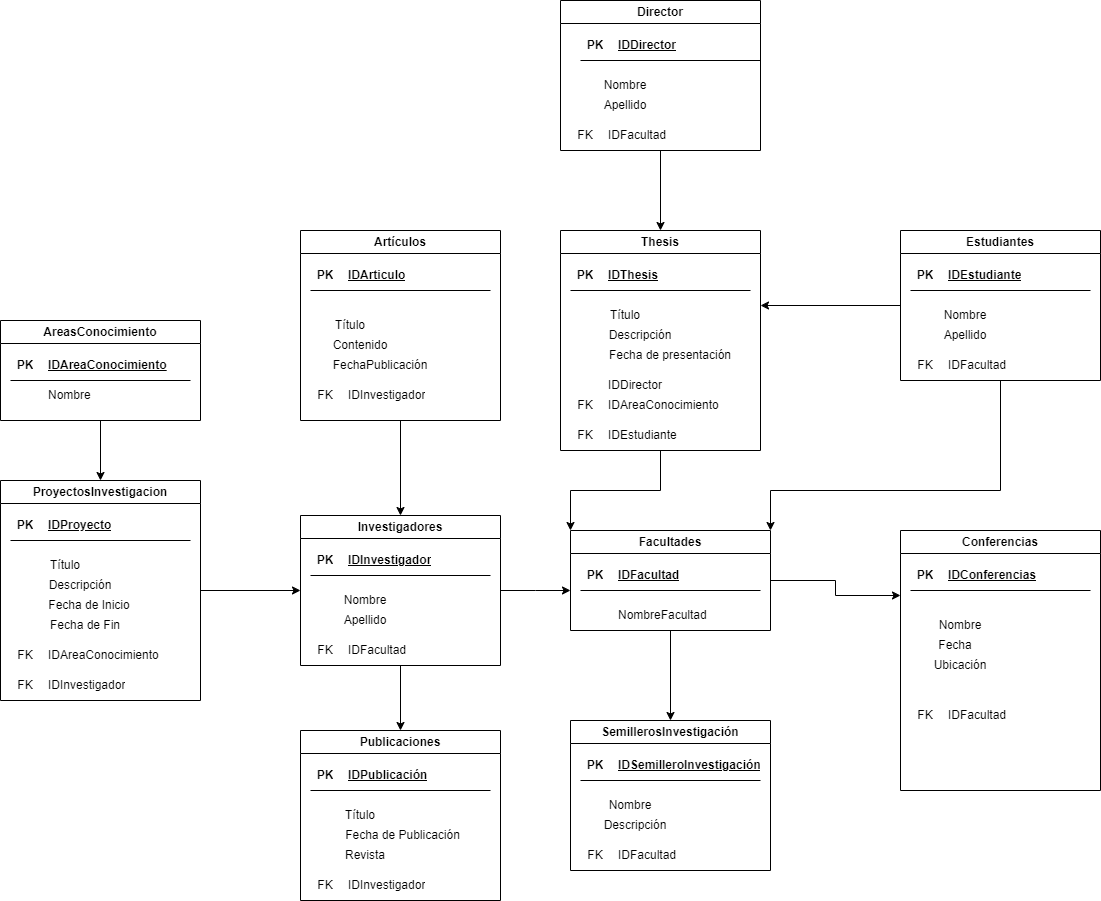 Director
PK IDDirector
Nombre
Apellido
FK IDFacultad
Artículos
PK IDArticulo
Título
Contenido
FechaPublicación
FK IDInvestigador
Thesis
PK IDThesis
Título
Descripción
Fecha de presentación
IDDirector
FK IDAreaConocimiento
FK IDEstudiante
Estudiantes
PK IDEstudiante
Nombre
Apellido
FK IDFacultad
AreasConocimiento
PK IDAreaConocimiento
Nombre
ProyectosInvestigacion
PK IDProyecto
Título
Descripción
Fecha de Inicio
Fecha de Fin
FK IDAreaConocimiento
FK IDInvestigador
Investigadores
PK IDInvestigador
Nombre
Apellido
FK IDFacultad
Facultades
PK IDFacultad
NombreFacultad
Conferencias
PK IDConferencias
Nombre
Fecha
Ubicación
FK IDFacultad
Publicaciones
PK IDPublicación
Título
Fecha de Publicación
Revista
FK IDInvestigador
SemillerosInvestigación
PK IDSemilleroInvestigación
Nombre
Descripción
FK IDFacultad